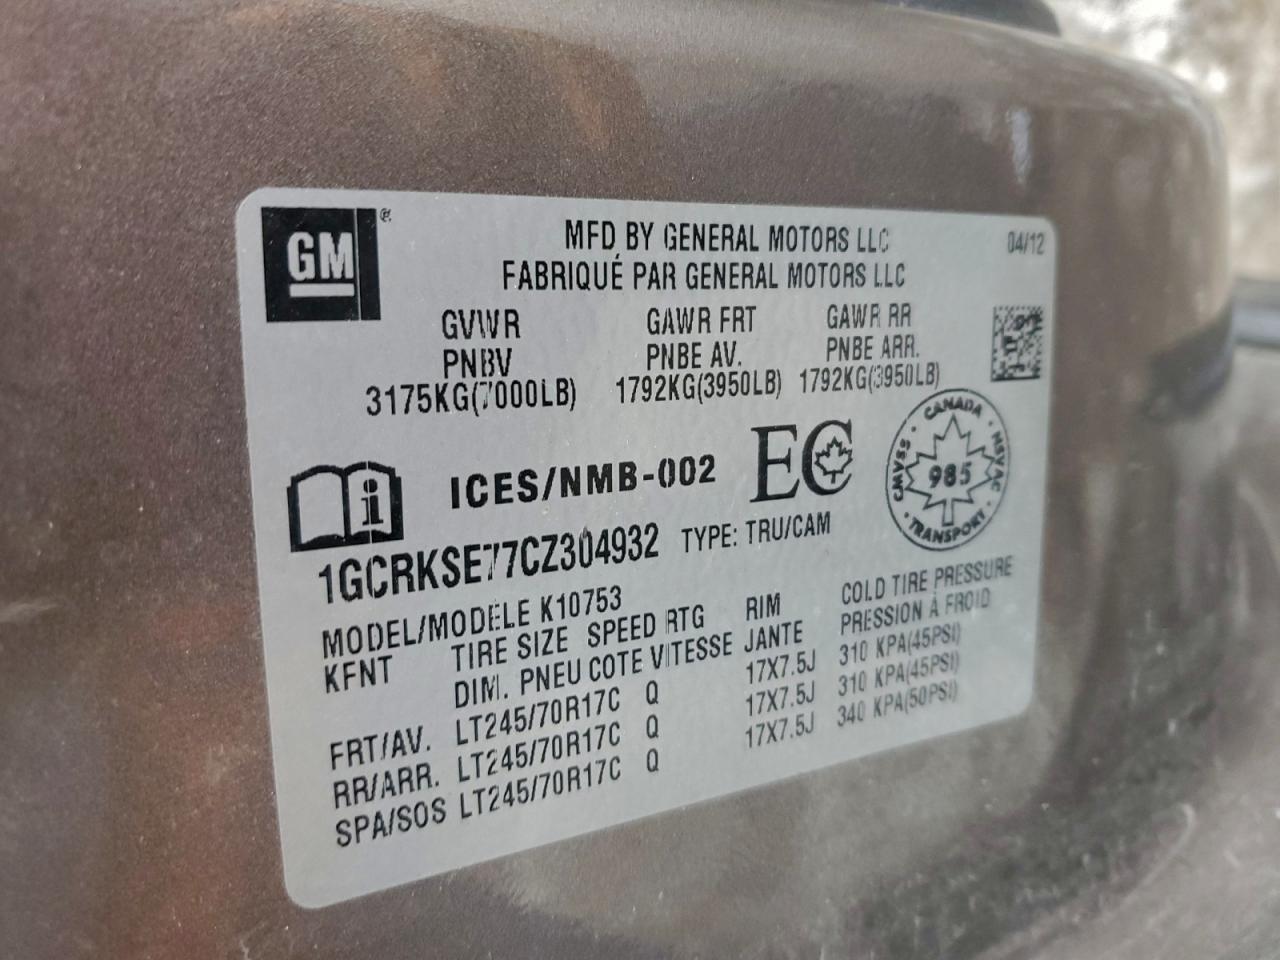 GM
MFD BY GENERAL MOTORS LLC 04/12
FABRIQUÉ PAR GENERAL MOTORS LLC
GVWR GAWR FRT GAWR RR
PNBV PNBE AV. PNBE ARR.
3175KG(7000LB) 1792KG(3950LB) 1792KG(3950LB)
i ICES/NMB-002 EC
CANADA
CMVSS · NSVAC
985
TRANSPORT
1GCRKSE77CZ304932 TYPE: TRU/CAM
MODEL/MODÈLE K10753
KFNT TIRE SIZE SPEED RTG RIM COLD TIRE PRESSURE
DIM. PNEU COTE VITESSE JANTE PRESSION À FROID
FRT/AV. LT245/70R17C Q 17X7.5J 310 KPA(45PSI)
RR/ARR. LT245/70R17C Q 17X7.5J 310 KPA(45PSI)
SPA/SOS LT245/70R17C Q 17X7.5J 340 KPA(50PSI)